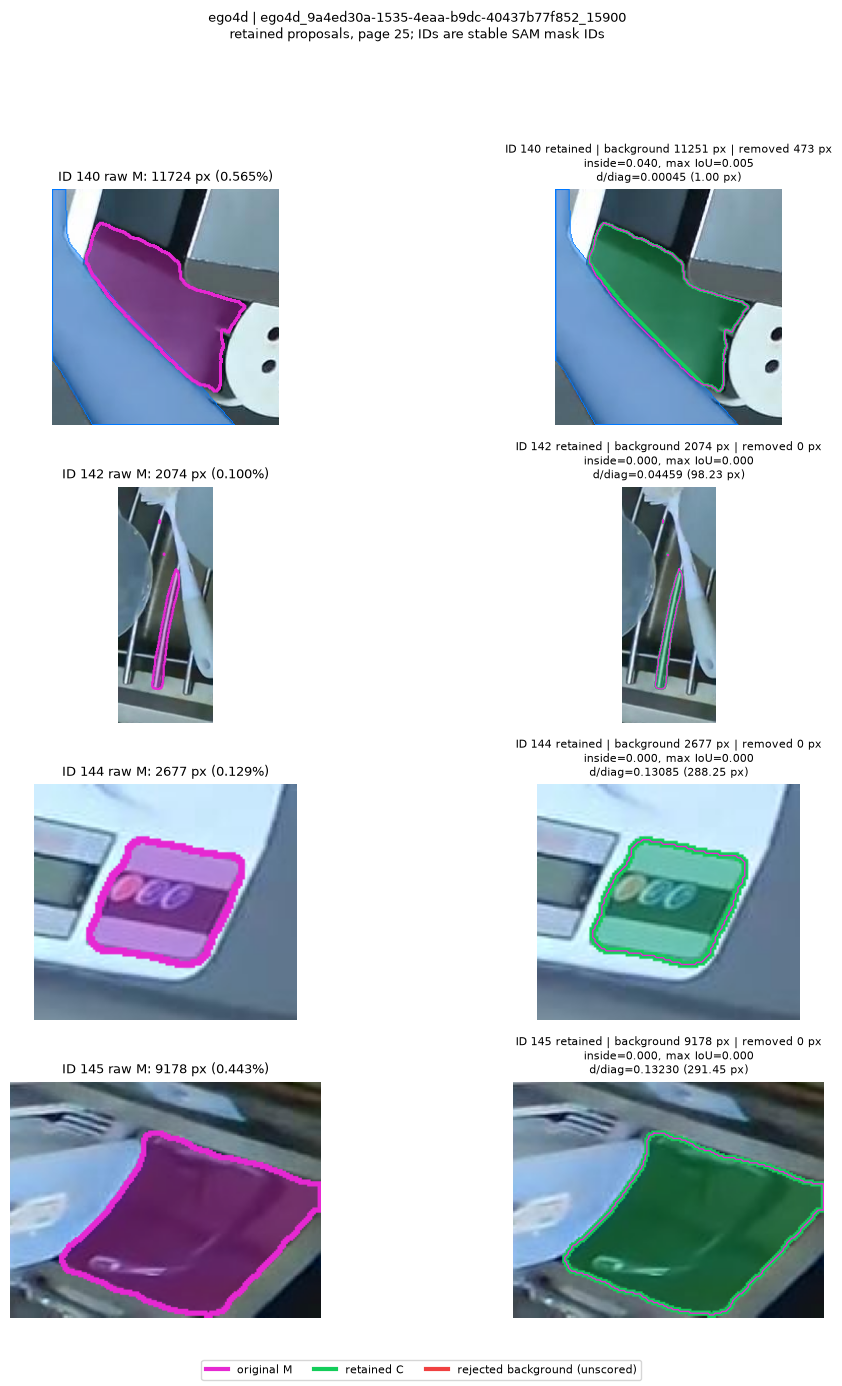 ego4d | ego4d_9a4ed30a-1535-4eaa-b9dc-40437b77f852_15900
retained proposals, page 25; IDs are stable SAM mask IDs
ID 140 raw M: 11724 px (0.565%)
ID 140 retained | background 11251 px | removed 473 px
inside=0.040, max IoU=0.005
d/diag=0.00045 (1.00 px)
ID 142 raw M: 2074 px (0.100%)
ID 142 retained | background 2074 px | removed 0 px
inside=0.000, max IoU=0.000
d/diag=0.04459 (98.23 px)
ID 144 raw M: 2677 px (0.129%)
ID 144 retained | background 2677 px | removed 0 px
inside=0.000, max IoU=0.000
d/diag=0.13085 (288.25 px)
ID 145 raw M: 9178 px (0.443%)
ID 145 retained | background 9178 px | removed 0 px
inside=0.000, max IoU=0.000
d/diag=0.13230 (291.45 px)
original M
retained C
rejected background (unscored)